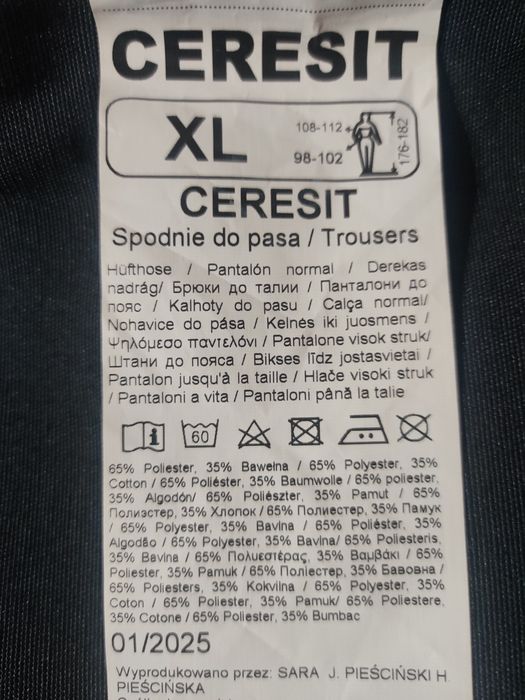 CERESIT
XL
108-112
98-102
176-182
CERESIT
Spodnie do pasa / Trousers
Hüfthose / Pantalón normal / Derekas
nadrág/ Брюки до талии / Панталони до
пояс / Kalhoty do pasu / Calça normal/
Nohavice do pása / Kelnės iki juosmens /
Ψηλόμεσο παντελόνι / Pantalone visok struk/
Штани до пояса / Bikses līdz jostasvietai /
Pantalon jusqu'à la taille / Hlače visoki struk
/ Pantaloni a vita / Pantaloni până la talie
60
65% Poliester, 35% Bawełna / 65% Polyester, 35%
Cotton / 65% Poliéster, 35% Baumwolle / 65% poliester,
35% Algodón/ 65% Poliészter, 35% Pamut / 65%
Полиэстер, 35% Хлопок / 65% Полиестер, 35% Памук
/ 65% Polyester, 35% Bavlna / 65% Poliéster, 35%
Algodão / 65% Polyester, 35% Bavlna/ 65% Poliesteris,
35% Bavlna / 65% Πολυεστέρας, 35% Βαμβάκι / 65%
Poliester, 35% Pamuk / 65% Поліестер, 35% Бавовна /
65% Poliesters, 35% Kokvilna / 65% Polyester, 35%
Coton / 65% Poliester, 35% Pamuk/ 65% Poliestere,
35% Cotone / 65% Poliester, 35% Bumbac
01/2025
Wyprodukowano przez: SARA J. PIEŚCIŃSKI H.
PIEŚCIŃSKA